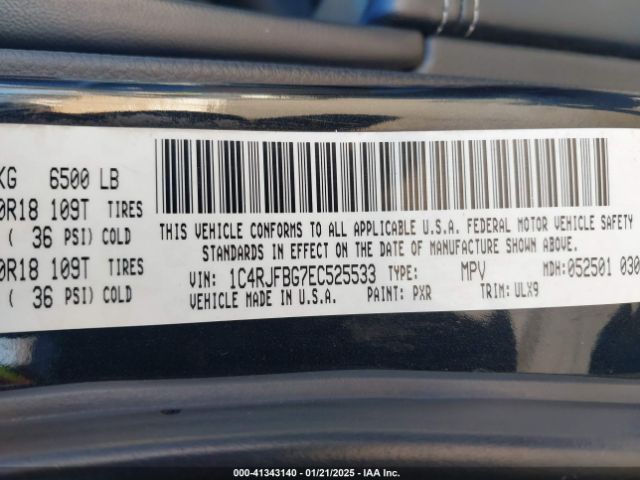 KG 6500 LB
0R18 109T TIRES
( 36 PSI) COLD
0R18 109T TIRES
( 36 PSI) COLD
THIS VEHICLE CONFORMS TO ALL APPLICABLE U.S.A. FEDERAL MOTOR VEHICLE SAFETY
STANDARDS IN EFFECT ON THE DATE OF MANUFACTURE SHOWN ABOVE.
VIN: 1C4RJFBG7EC525533 TYPE: MPV MDH: 052501 030
VEHICLE MADE IN U.S.A. PAINT: PXR TRIM: ULX9
000-41343140 - 01/21/2025 - IAA Inc.